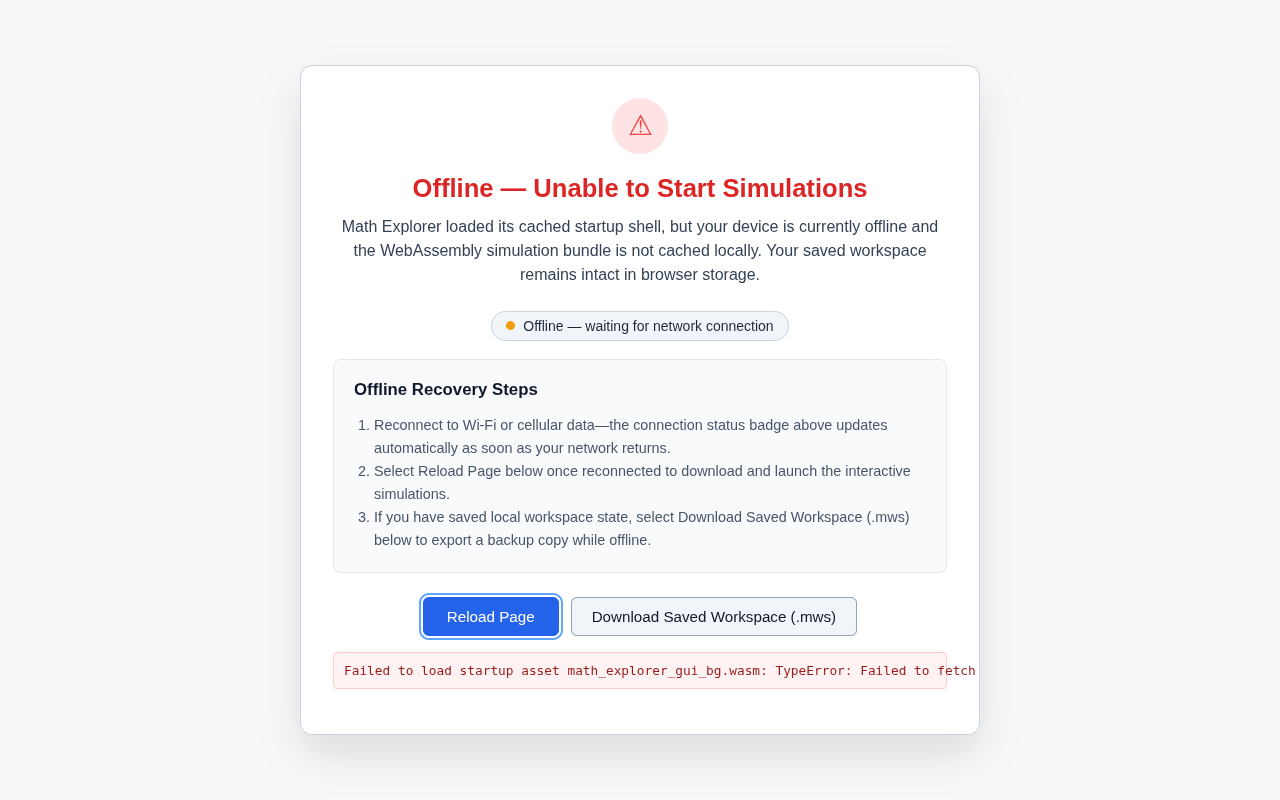 ⚠
Offline — Unable to Start Simulations
Math Explorer loaded its cached startup shell, but your device is currently offline and
the WebAssembly simulation bundle is not cached locally. Your saved workspace
remains intact in browser storage.
Offline — waiting for network connection
Offline Recovery Steps
1. Reconnect to Wi-Fi or cellular data—the connection status badge above updates
automatically as soon as your network returns.
2. Select Reload Page below once reconnected to download and launch the interactive
simulations.
3. If you have saved local workspace state, select Download Saved Workspace (.mws)
below to export a backup copy while offline.
Reload Page
Download Saved Workspace (.mws)
Failed to load startup asset math_explorer_gui_bg.wasm: TypeError: Failed to fetch